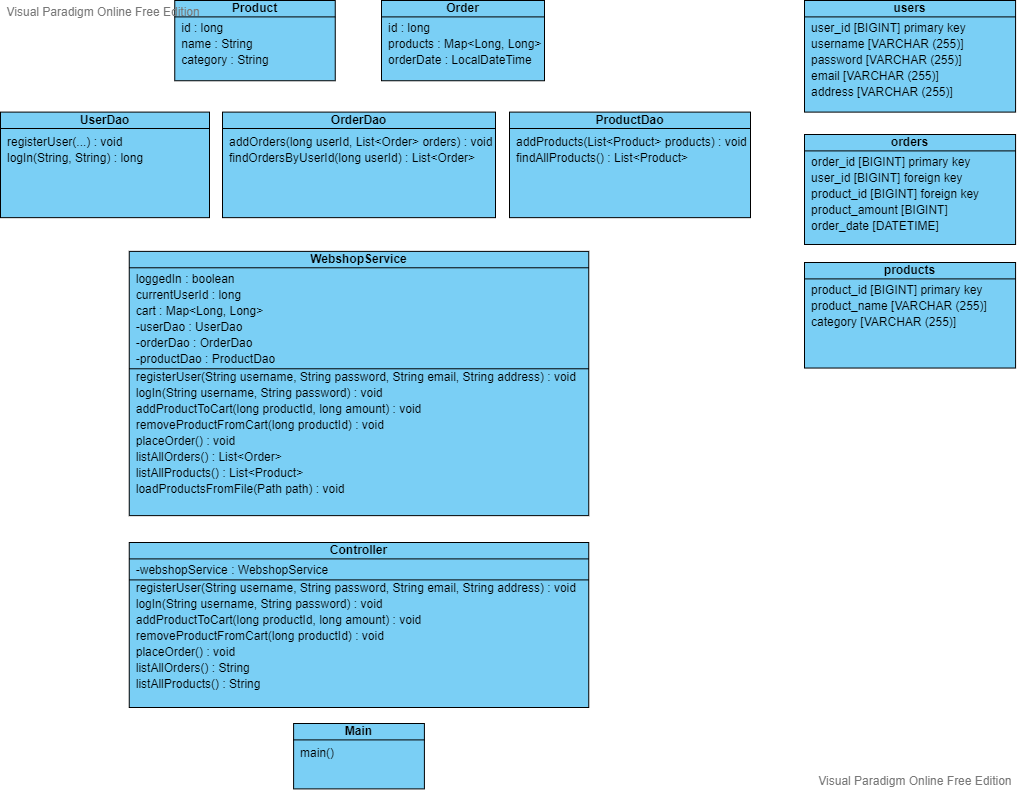 Visual Paradigm Online Free Edition
Product
id : long
name : String
category : String
Order
id : long
products : Map<Long, Long>
orderDate : LocalDateTime
users
user_id [BIGINT] primary key
username [VARCHAR (255)]
password [VARCHAR (255)]
email [VARCHAR (255)]
address [VARCHAR (255)]
UserDao
registerUser(...) : void
logIn(String, String) : long
OrderDao
addOrders(long userId, List<Order> orders) : void
findOrdersByUserId(long userId) : List<Order>
ProductDao
addProducts(List<Product> products) : void
findAllProducts() : List<Product>
orders
order_id [BIGINT] primary key
user_id [BIGINT] foreign key
product_id [BIGINT] foreign key
product_amount [BIGINT]
order_date [DATETIME]
WebshopService
loggedIn : boolean
currentUserId : long
cart : Map<Long, Long>
-userDao : UserDao
-orderDao : OrderDao
-productDao : ProductDao
registerUser(String username, String password, String email, String address) : void
logIn(String username, String password) : void
addProductToCart(long productId, long amount) : void
removeProductFromCart(long productId) : void
placeOrder() : void
listAllOrders() : List<Order>
listAllProducts() : List<Product>
loadProductsFromFile(Path path) : void
products
product_id [BIGINT] primary key
product_name [VARCHAR (255)]
category [VARCHAR (255)]
Controller
-webshopService : WebshopService
registerUser(String username, String password, String email, String address) : void
logIn(String username, String password) : void
addProductToCart(long productId, long amount) : void
removeProductFromCart(long productId) : void
placeOrder() : void
listAllOrders() : String
listAllProducts() : String
Main
main()
Visual Paradigm Online Free Edition